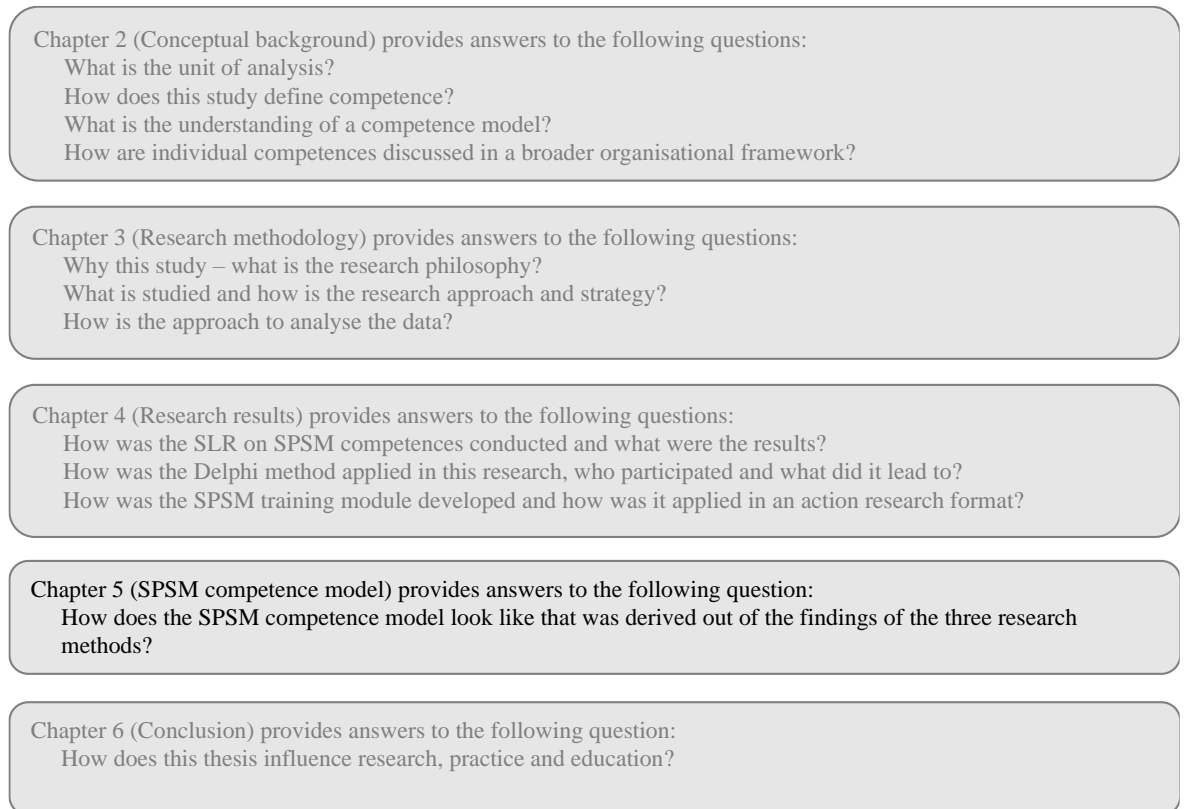 Chapter 2 (Conceptual background) provides answers to the following questions:
What is the unit of analysis?
How does this study define competence?
What is the understanding of a competence model?
How are individual competences discussed in a broader organisational framework?
Chapter 3 (Research methodology) provides answers to the following questions:
Why this study – what is the research philosophy?
What is studied and how is the research approach and strategy?
How is the approach to analyse the data?
Chapter 4 (Research results) provides answers to the following questions:
How was the SLR on SPSM competences conducted and what were the results?
How was the Delphi method applied in this research, who participated and what did it lead to?
How was the SPSM training module developed and how was it applied in an action research format?
Chapter 5 (SPSM competence model) provides answers to the following question:
How does the SPSM competence model look like that was derived out of the findings of the three research
methods?
Chapter 6 (Conclusion) provides answers to the following question:
How does this thesis influence research, practice and education?